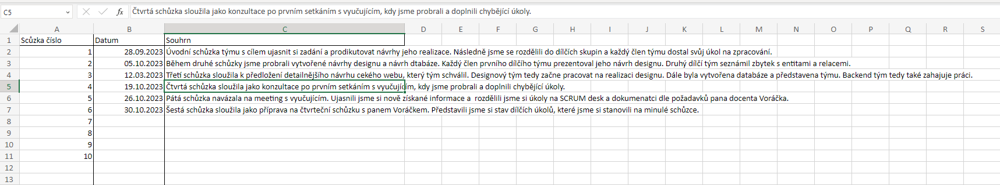 C5 fx Čtvrtá schůzka sloužila jako konzultace po prvním setkáním s vyučujícím, kdy jsme probrali a doplnili chybějící úkoly.
A B C D E F G H I J K L M N O P Q R S
1 Scůzka číslo Datum Souhrn
2 1 28.09.2023 Úvodní schůzka týmu s cílem ujasnit si zadání a prodikutovat návrhy jeho realizace. Následně jsme se rozdělili do dílčích skupin a každý člen týmu dostal svůj úkol na zpracování.
3 2 05.10.2023 Během druhé schůzky jsme probrali vytvořené návrhy designu a návrh dtabáze. Každý člen prvního dílčího týmu prezentoval jeho návrh designu. Druhý dílčí tým seznámil zbytek s entitami a relacemi.
4 3 12.03.2023 Třetí schůzka sloužila k předložení detailnějšího návrhu cekého webu, který tým schválil. Designový tým tedy začne pracovat na realizaci designu. Dále byla vytvořena databáze a představena týmu. Backend tým tedy také zahajuje práci.
5 4 19.10.2023 Čtvrtá schůzka sloužila jako konzultace po prvním setkáním s vyučujícím, kdy jsme probrali a doplnili chybějící úkoly.
6 5 26.10.2023 Pátá schůzka navázala na meeting s vyučujícím. Ujasnili jsme si nově získané informace a  rozdělili jsme si úkoly na SCRUM desk a dokumenatci dle požadavků pana docenta Voráčka.
7 6 30.10.2023 Šestá schůzka sloužila jako příprava na čtvrteční schůzku s panem Voráčkem. Představili jsme si stav dílčích úkolů, které jsme si stanovili na minulé schůzce.
8 7
9 8
10 9
11 10
12
13